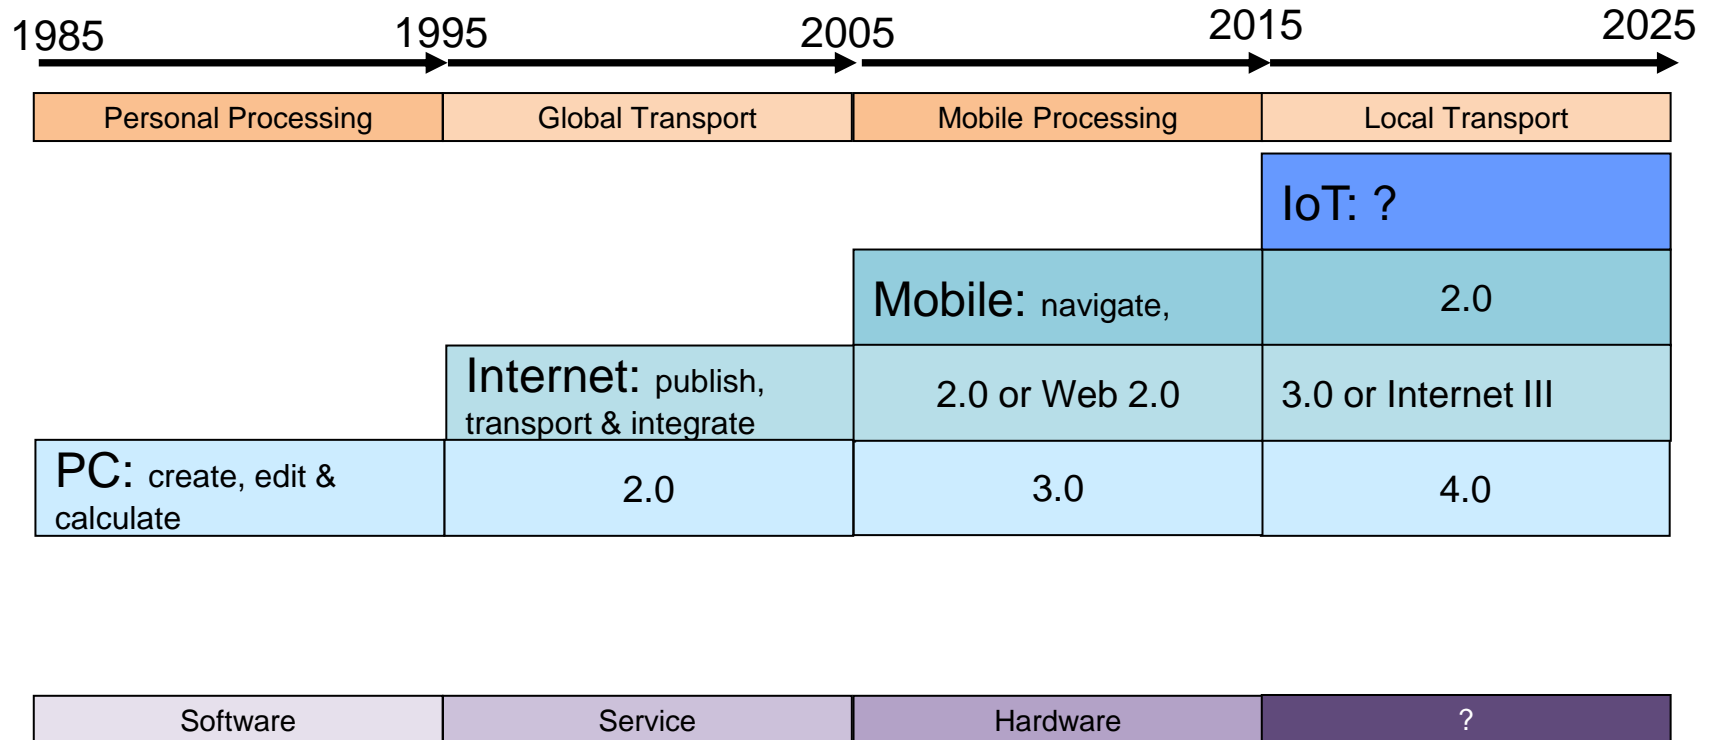 1985 1995 2005 2015 2025
Personal Processing Global Transport Mobile Processing Local Transport
IoT: ?
Mobile: navigate, 2.0
Internet: publish,
transport & integrate
2.0 or Web 2.0 3.0 or Internet III
PC: create, edit &
calculate
2.0 3.0 4.0
Software Service Hardware ?